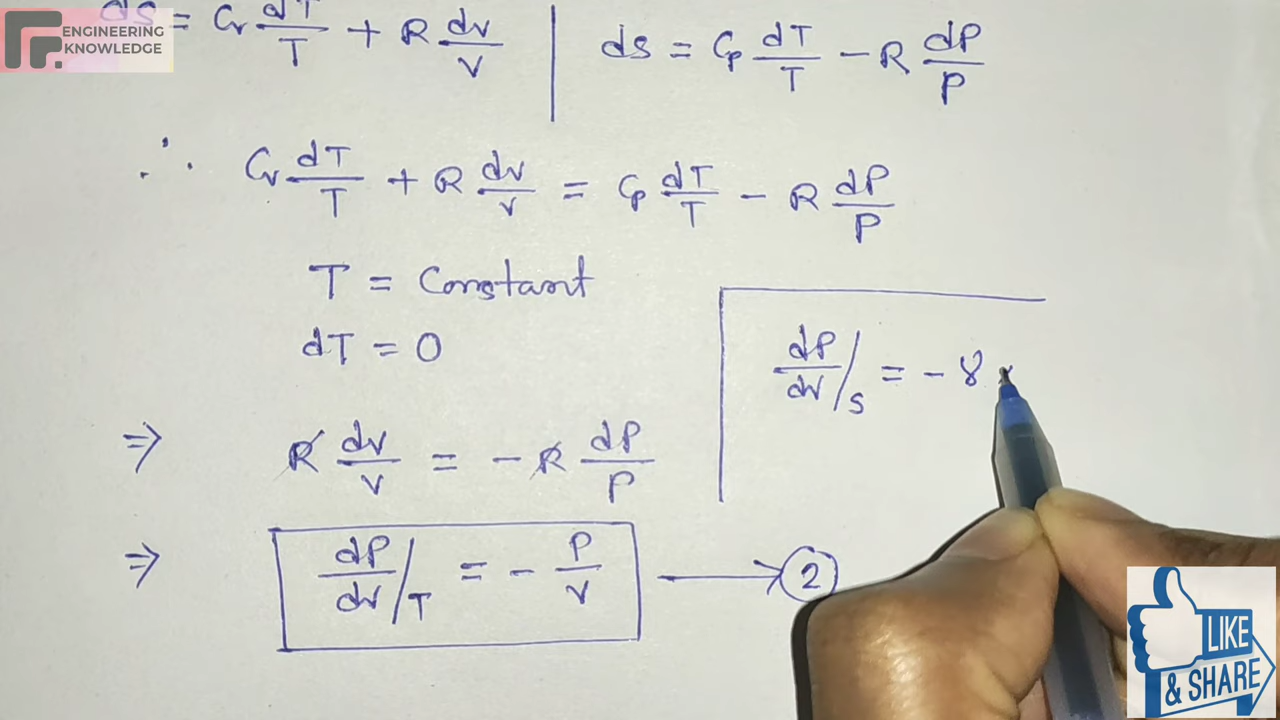 ENGINEERING
KNOWLEDGE
ds = Cv dT/T + R dv/v | ds = Cp dT/T - R dP/P
∴ Cv dT/T + R dv/v = Cp dT/T - R dP/P
T = Constant
dT = 0
dP/dv/s = - γ
⇒ R dv/v = - R dP/P
⇒ dP/dv/T = - P/v → 2
LIKE
& SHARE